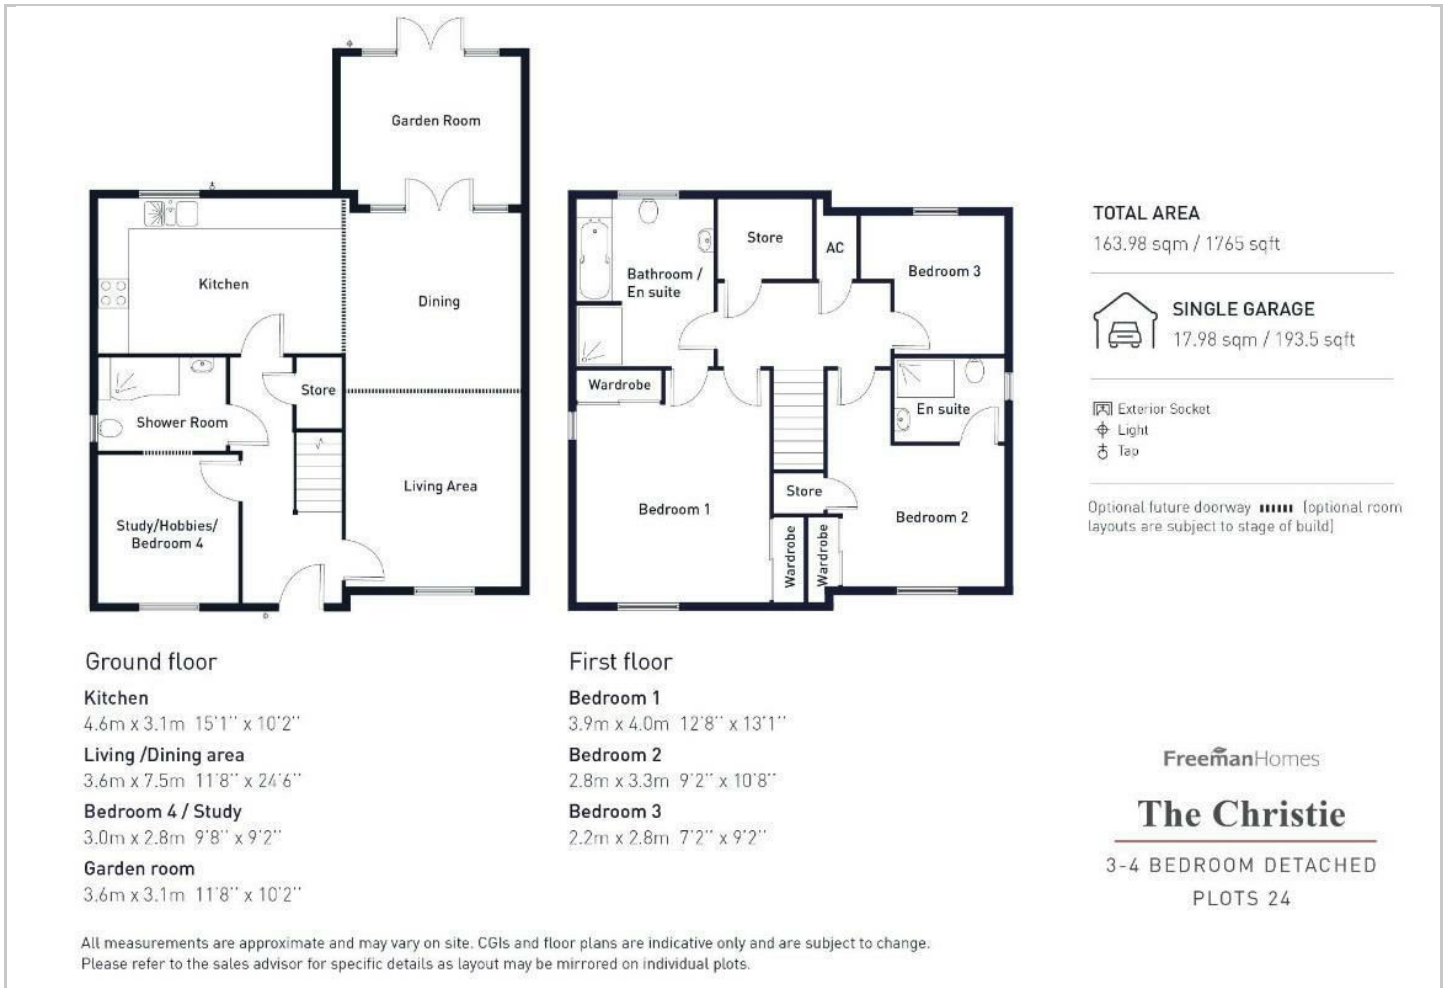 Garden Room
Kitchen
Dining
Store
Shower Room
Living Area
Study/Hobbies/
Bedroom 4
Bathroom /
En suite
Store
AC
Bedroom 3
Wardrobe
En suite
Bedroom 1
Store
Bedroom 2
Wardrobe
Wardrobe
TOTAL AREA
163.98 sqm / 1765 sqft
SINGLE GARAGE
17.98 sqm / 193.5 sqft
Exterior Socket
Light
Tap
Optional future doorway (optional room
layouts are subject to stage of build)
Ground floor
Kitchen
4.6m x 3.1m 15'1'' x 10'2''
Living /Dining area
3.6m x 7.5m 11'8'' x 24'6''
Bedroom 4 / Study
3.0m x 2.8m 9'8'' x 9'2''
Garden room
3.6m x 3.1m 11'8'' x 10'2''
First floor
Bedroom 1
3.9m x 4.0m 12'8'' x 13'1''
Bedroom 2
2.8m x 3.3m 9'2'' x 10'8''
Bedroom 3
2.2m x 2.8m 7'2'' x 9'2''
FreemanHomes
The Christie
3-4 BEDROOM DETACHED
PLOTS 24
All measurements are approximate and may vary on site. CGIs and floor plans are indicative only and are subject to change.
Please refer to the sales advisor for specific details as layout may be mirrored on individual plots.